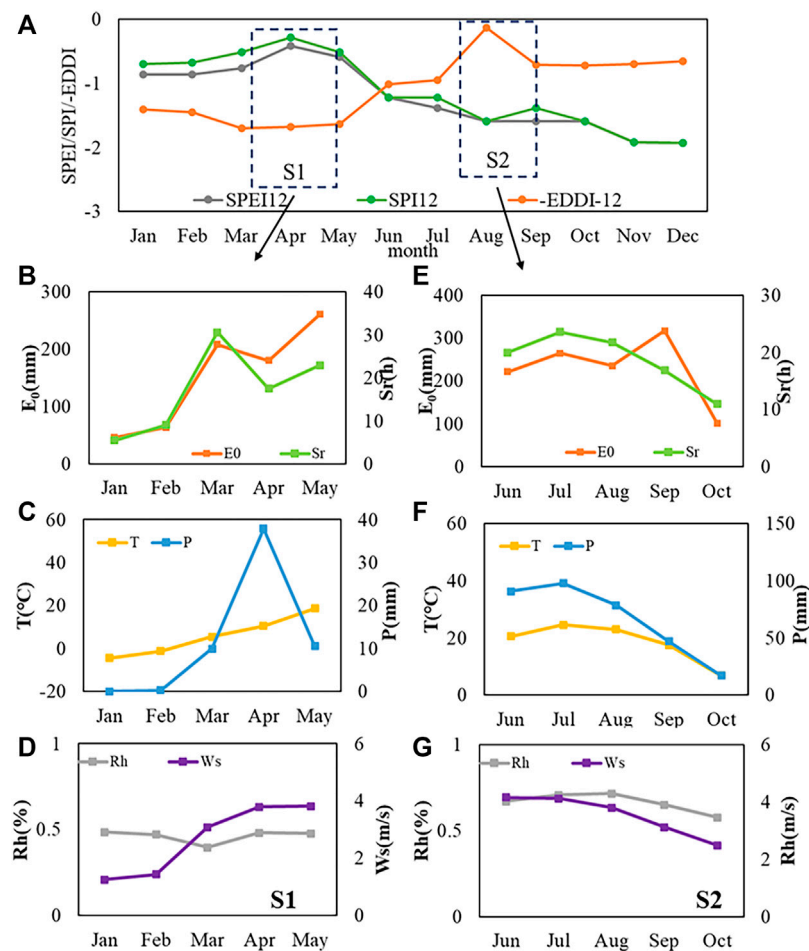 A
SPEI/SPI/-EDDI
0
-1
-2
-3
S1
S2
SPEI12 SPI12 -EDDI-12
Jan Feb Mar Apr May Jun Jul Aug Sep Oct Nov Dec
month
B
E0(mm)
300
200
100
0
Sr(h)
40
30
20
10
0
E0 Sr
Jan Feb Mar Apr May
E
E0(mm)
400
300
200
100
0
Sr(h)
30
20
10
0
E0 Sr
Jun Jul Aug Sep Oct
C
T(°C)
60
40
20
0
-20
P(mm)
40
30
20
10
0
T P
Jan Feb Mar Apr May
F
T(°C)
60
40
20
0
P(mm)
150
100
50
0
T P
Jun Jul Aug Sep Oct
D
Rh(%)
1
0.5
0
Ws(m/s)
6
4
2
0
Rh Ws
S1
Jan Feb Mar Apr May
G
Rh(%)
1
0.5
0
Rh(m/s)
6
4
2
0
Rh Ws
S2
Jun Jul Aug Sep Oct